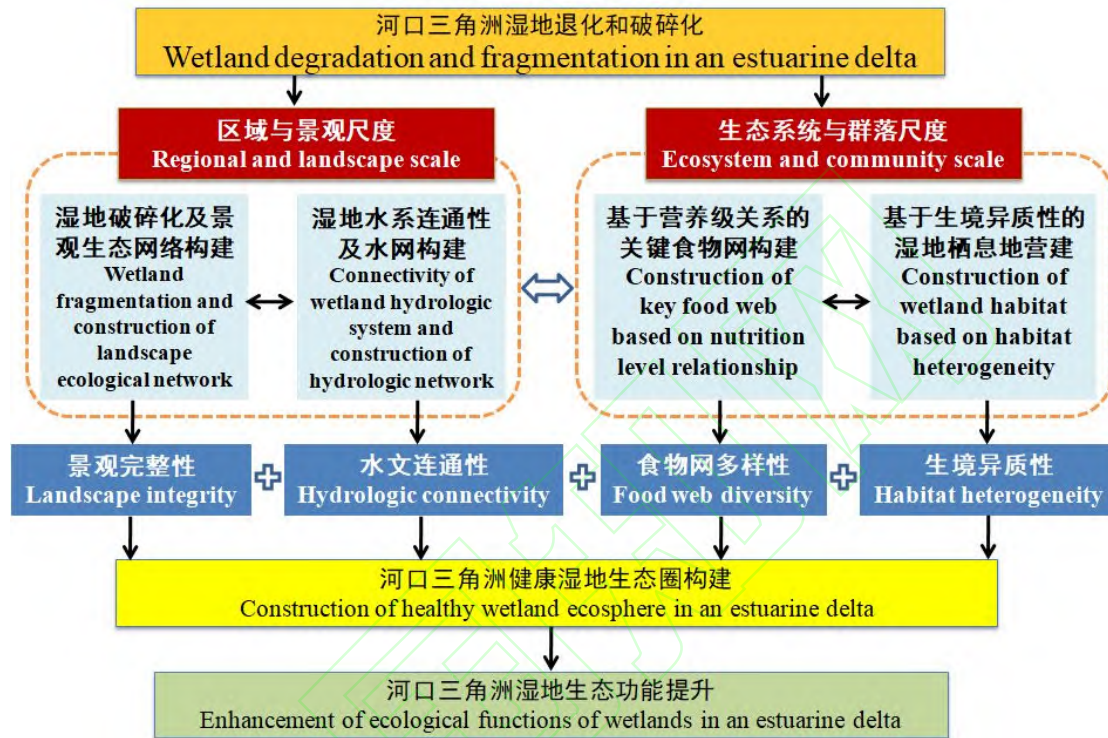 河口三角洲湿地退化和破碎化
Wetland degradation and fragmentation in an estuarine delta
区域与景观尺度
Regional and landscape scale
生态系统与群落尺度
Ecosystem and community scale
湿地破碎化及景
观生态网络构建
Wetland
fragmentation and
construction of
landscape
ecological network
湿地水系连通性
及水网构建
Connectivity of
wetland hydrologic
system and
construction of
hydrologic network
基于营养级关系的
关键食物网构建
Construction of
key food web
based on nutrition
level relationship
基于生境异质性的
湿地栖息地营建
Construction of
wetland habitat
based on habitat
heterogeneity
景观完整性
Landscape integrity
水文连通性
Hydrologic connectivity
食物网多样性
Food web diversity
生境异质性
Habitat heterogeneity
河口三角洲健康湿地生态圈构建
Construction of healthy wetland ecosphere in an estuarine delta
河口三角洲湿地生态功能提升
Enhancement of ecological functions of wetlands in an estuarine delta